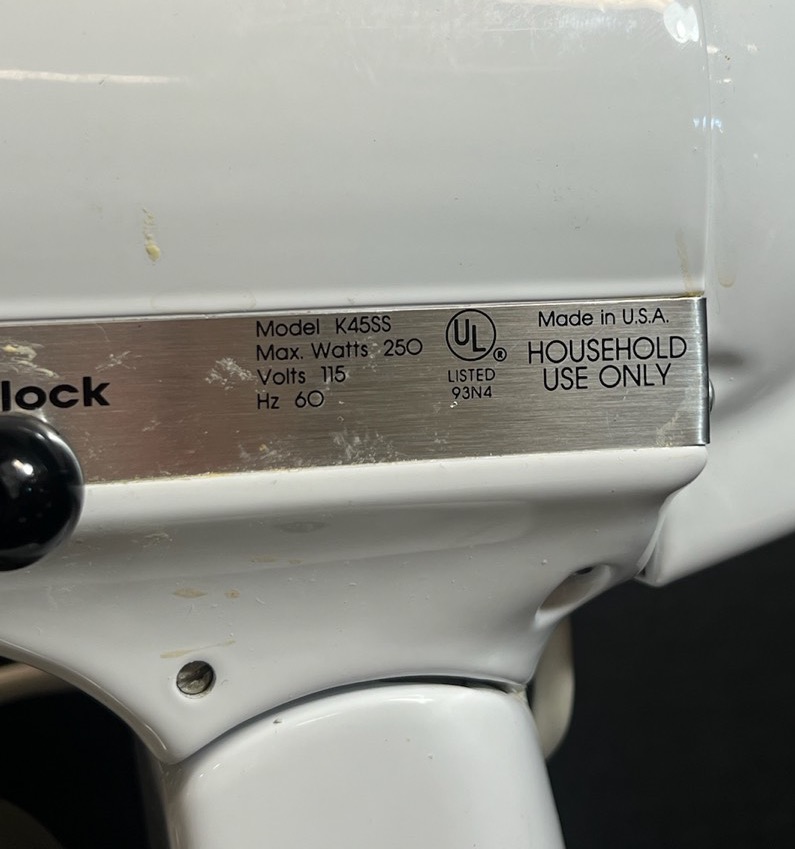 lock
Model K45SS
Max. Watts 250
Volts 115
Hz 60
UL®
LISTED
93N4
Made in U.S.A.
HOUSEHOLD
USE ONLY